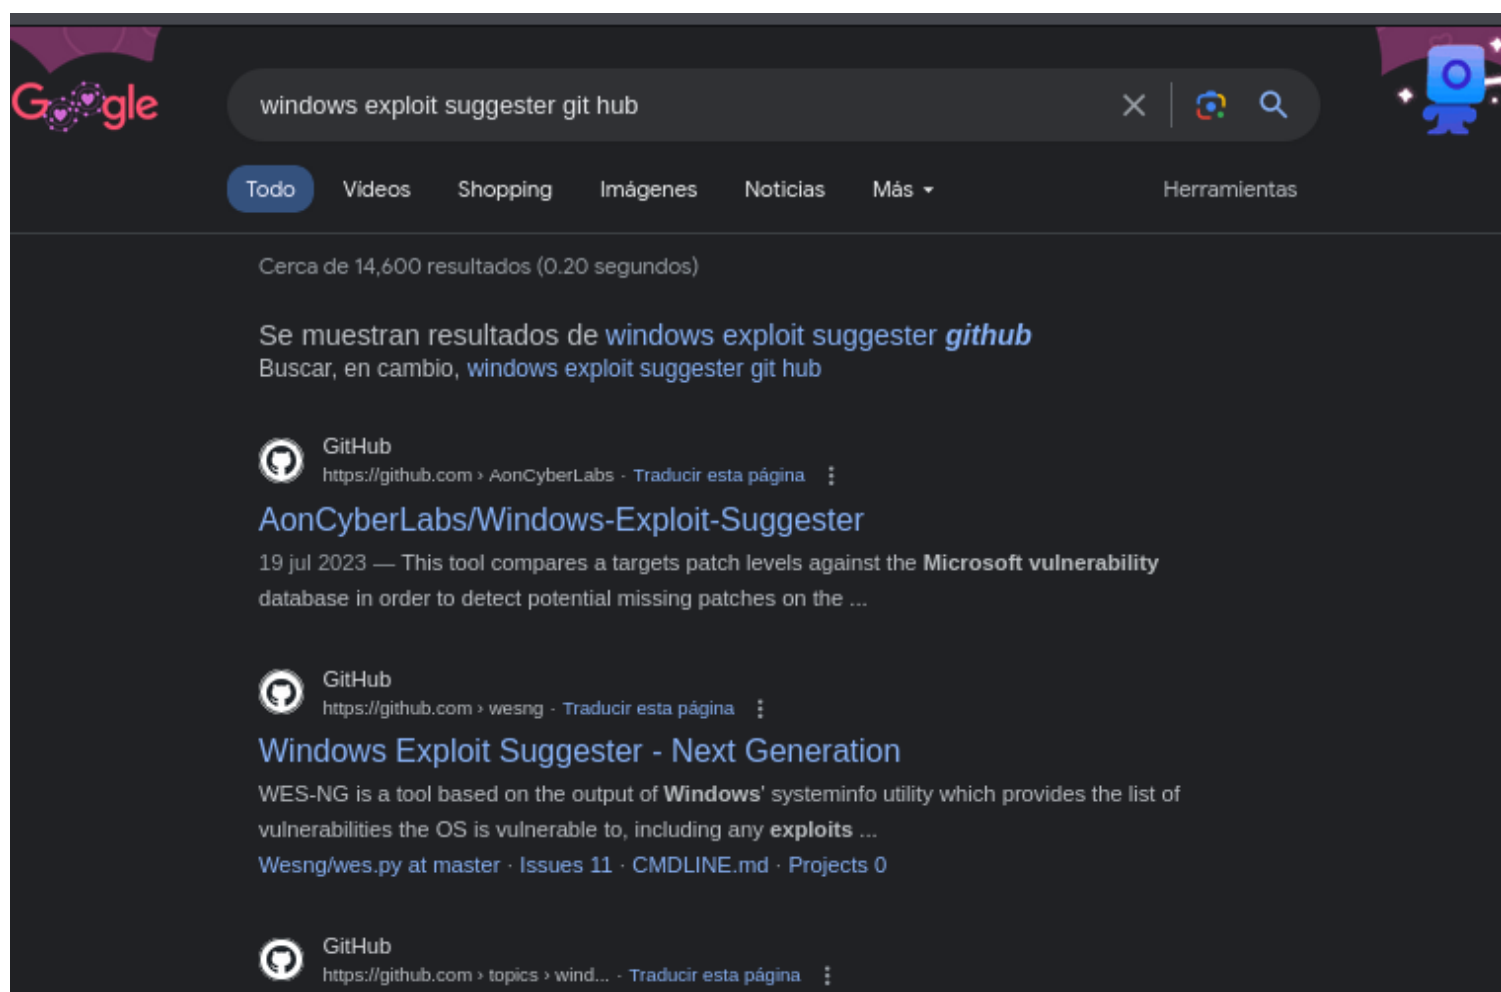 Google
windows exploit suggester git hub
Todo Videos Shopping Imágenes Noticias Más Herramientas
Cerca de 14,600 resultados (0.20 segundos)
Se muestran resultados de windows exploit suggester github
Buscar, en cambio, windows exploit suggester git hub
GitHub
https://github.com › AonCyberLabs · Traducir esta página
AonCyberLabs/Windows-Exploit-Suggester
19 jul 2023 — This tool compares a targets patch levels against the Microsoft vulnerability
database in order to detect potential missing patches on the ...
GitHub
https://github.com › wesng · Traducir esta página
Windows Exploit Suggester - Next Generation
WES-NG is a tool based on the output of Windows' systeminfo utility which provides the list of
vulnerabilities the OS is vulnerable to, including any exploits ...
Wesng/wes.py at master · Issues 11 · CMDLINE.md · Projects 0
GitHub
https://github.com › topics › wind... · Traducir esta página